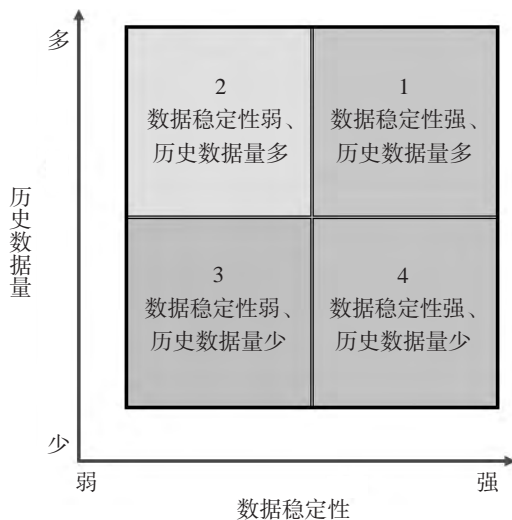 多
2
数据稳定性弱、
历史数据量多
1
数据稳定性强、
历史数据量多
历史数据量
3
数据稳定性弱、
历史数据量少
4
数据稳定性强、
历史数据量少
少
弱
强
数据稳定性